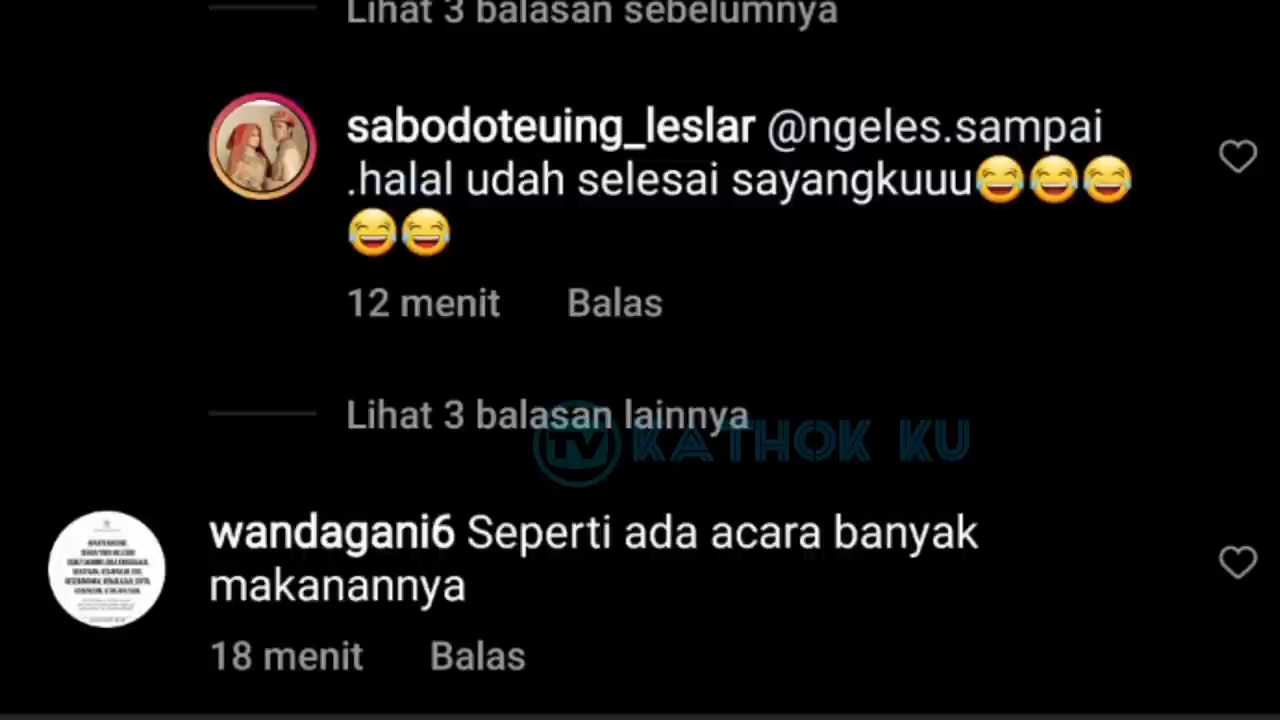 Lihat 3 balasan sebelumnya
sabodoteuing_leslar @ngeles.sampai
.halal udah selesai sayangkuuu😂😂😂
😂😂
12 menit Balas
Lihat 3 balasan lainnya
TV KATHOK KU
wandagani6 Seperti ada acara banyak
makanannya
18 menit Balas